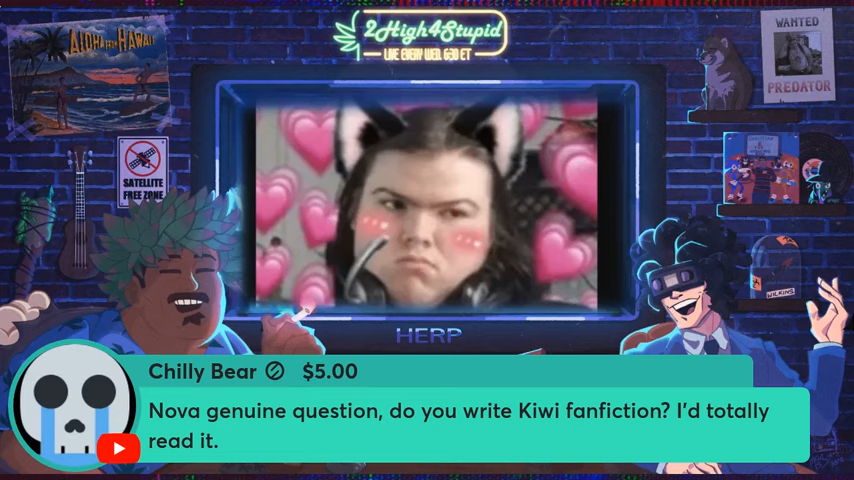 2High4Stupid
LIVE EVERY WED. 6:30 ET
ALOHA FROM HAWAII
WANTED
PREDATOR
SATELLITE
FREE ZONE
WILKINS
HERP
Chilly Bear $5.00
Nova genuine question, do you write Kiwi fanfiction? I'd totally
read it.